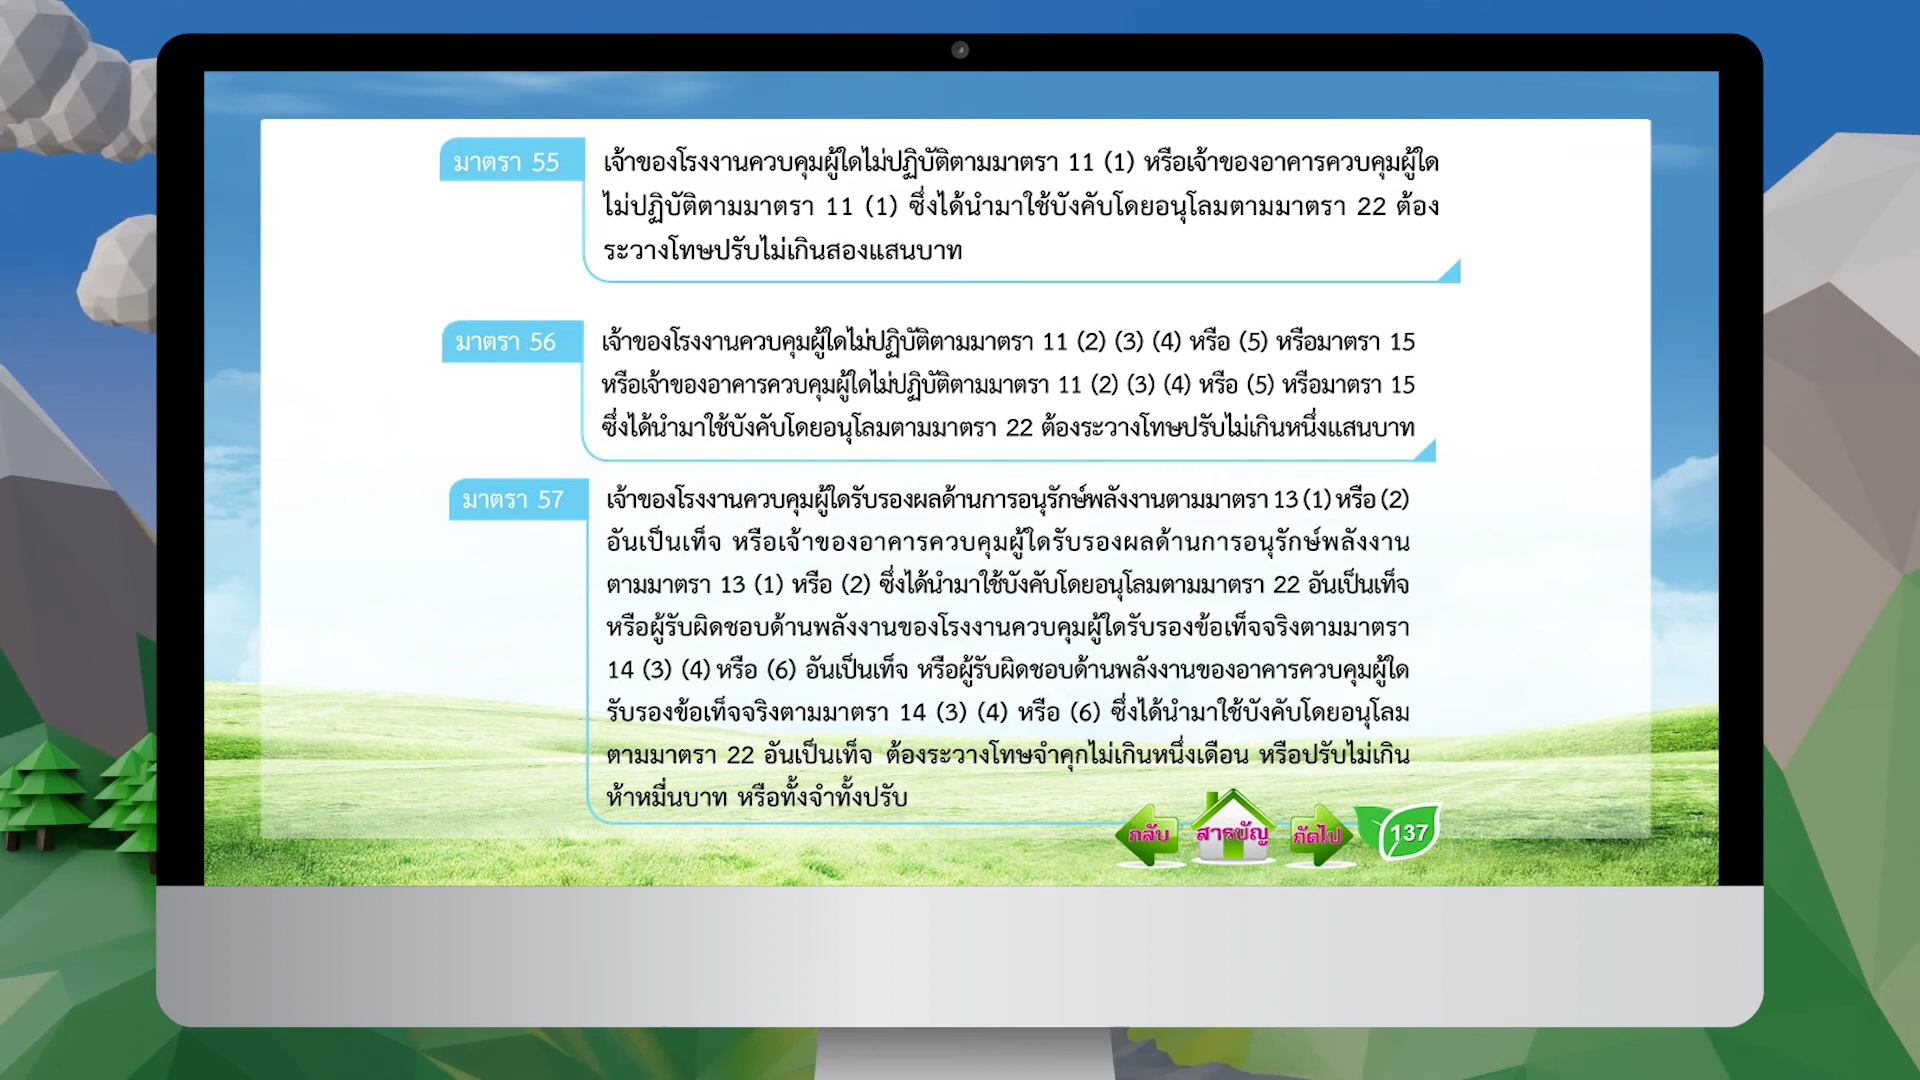 มาตรา 55
เจ้าของโรงงานควบคุมผู้ใดไม่ปฏิบัติตามมาตรา 11 (1) หรือเจ้าของอาคารควบคุมผู้ใด
ไม่ปฏิบัติตามมาตรา 11 (1) ซึ่งได้นำมาใช้บังคับโดยอนุโลมตามมาตรา 22 ต้อง
ระวางโทษปรับไม่เกินสองแสนบาท
มาตรา 56
เจ้าของโรงงานควบคุมผู้ใดไม่ปฏิบัติตามมาตรา 11 (2) (3) (4) หรือ (5) หรือมาตรา 15
หรือเจ้าของอาคารควบคุมผู้ใดไม่ปฏิบัติตามมาตรา 11 (2) (3) (4) หรือ (5) หรือมาตรา 15
ซึ่งได้นำมาใช้บังคับโดยอนุโลมตามมาตรา 22 ต้องระวางโทษปรับไม่เกินหนึ่งแสนบาท
มาตรา 57
เจ้าของโรงงานควบคุมผู้ใดรับรองผลด้านการอนุรักษ์พลังงานตามมาตรา 13 (1) หรือ (2)
อันเป็นเท็จ หรือเจ้าของอาคารควบคุมผู้ใดรับรองผลด้านการอนุรักษ์พลังงาน
ตามมาตรา 13 (1) หรือ (2) ซึ่งได้นำมาใช้บังคับโดยอนุโลมตามมาตรา 22 อันเป็นเท็จ
หรือผู้รับผิดชอบด้านพลังงานของโรงงานควบคุมผู้ใดรับรองข้อเท็จจริงตามมาตรา
14 (3) (4) หรือ (6) อันเป็นเท็จ หรือผู้รับผิดชอบด้านพลังงานของอาคารควบคุมผู้ใด
รับรองข้อเท็จจริงตามมาตรา 14 (3) (4) หรือ (6) ซึ่งได้นำมาใช้บังคับโดยอนุโลม
ตามมาตรา 22 อันเป็นเท็จ ต้องระวางโทษจำคุกไม่เกินหนึ่งเดือน หรือปรับไม่เกิน
ห้าหมื่นบาท หรือทั้งจำทั้งปรับ
กลับ สารบัญ ถัดไป 137